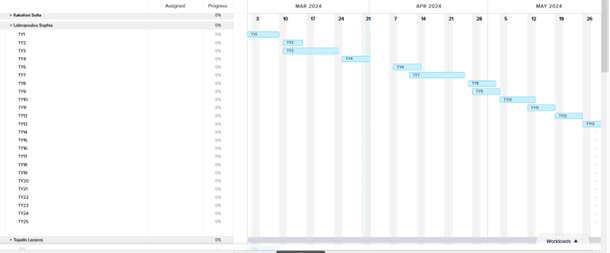 Assigned Progress MAR 2024 APR 2024 MAY 2024
3 10 17 24 31 7 14 21 28 5 12 19 26
Kakafoni Sofia 0%
Lebropoulou Sophia 0%
TY1 0% TY1
TY2 0% TY2
TY3 0% TY3
TY4 0% TY4
TY6 0% TY6
TY7 0% TY7
TY8 0% TY8
TY9 0% TY9
TY10 0% TY10
TY11 0% TY11
TY12 0% TY12
TY13 0% TY13
TY14 0%
TY15 0%
TY16 0%
TY17 0%
TY18 0%
TY19 0%
TY20 0%
TY21 0%
TY22 0%
TY23 0%
TY24 0%
TY25 0%
Topalis Lazaros 0% Workloads